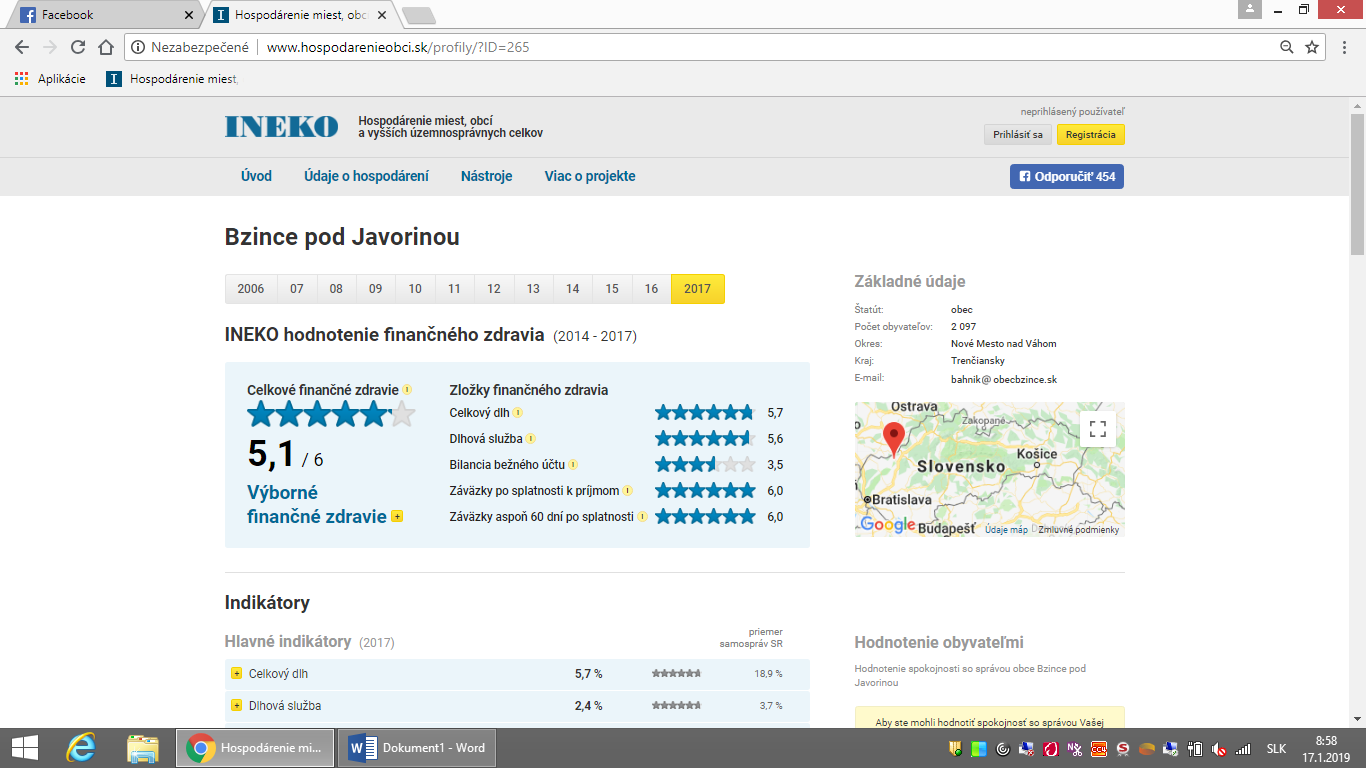 Facebook
Hospodárenie miest, obcí
Nezabezpečené
www.hospodarenieobci.sk/profily/?ID=265
Aplikácie
Hospodárenie miest,
INEKO
Hospodárenie miest, obcí
a vyšších územnosprávnych celkov
neprihlásený používateľ
Prihlásiť sa
Registrácia
Úvod
Údaje o hospodárení
Nástroje
Viac o projekte
Odporučiť 454
Bzince pod Javorinou
2006 07 08 09 10 11 12 13 14 15 16 2017
INEKO hodnotenie finančného zdravia (2014 - 2017)
Celkové finančné zdravie
5,1 / 6
Výborné
finančné zdravie
Zložky finančného zdravia
Celkový dlh 5,7
Dlhová služba 5,6
Bilancia bežného účtu 3,5
Záväzky po splatnosti k príjmom 6,0
Záväzky aspoň 60 dní po splatnosti 6,0
Základné údaje
Štatút: obec
Počet obyvateľov: 2 097
Okres: Nové Mesto nad Váhom
Kraj: Trenčiansky
E-mail: bahnik@ obecbzince.sk
Ostrava
Zakopané
Košice
Slovensko
Bratislava
Google
Budapešť
Údaje máp
Zmluvné podmienky
Indikátory
Hlavné indikátory (2017)
priemer
samospráv SR
Celkový dlh 5,7 % 18,9 %
Dlhová služba 2,4 % 3,7 %
Hodnotenie obyvateľmi
Hodnotenie spokojnosti so správou obce Bzince pod
Javorinou
Aby ste mohli hodnotiť spokojnosť so správou Vašej
Hospodárenie mi...
Dokument1 - Word
SLK
8:58
17.1.2019